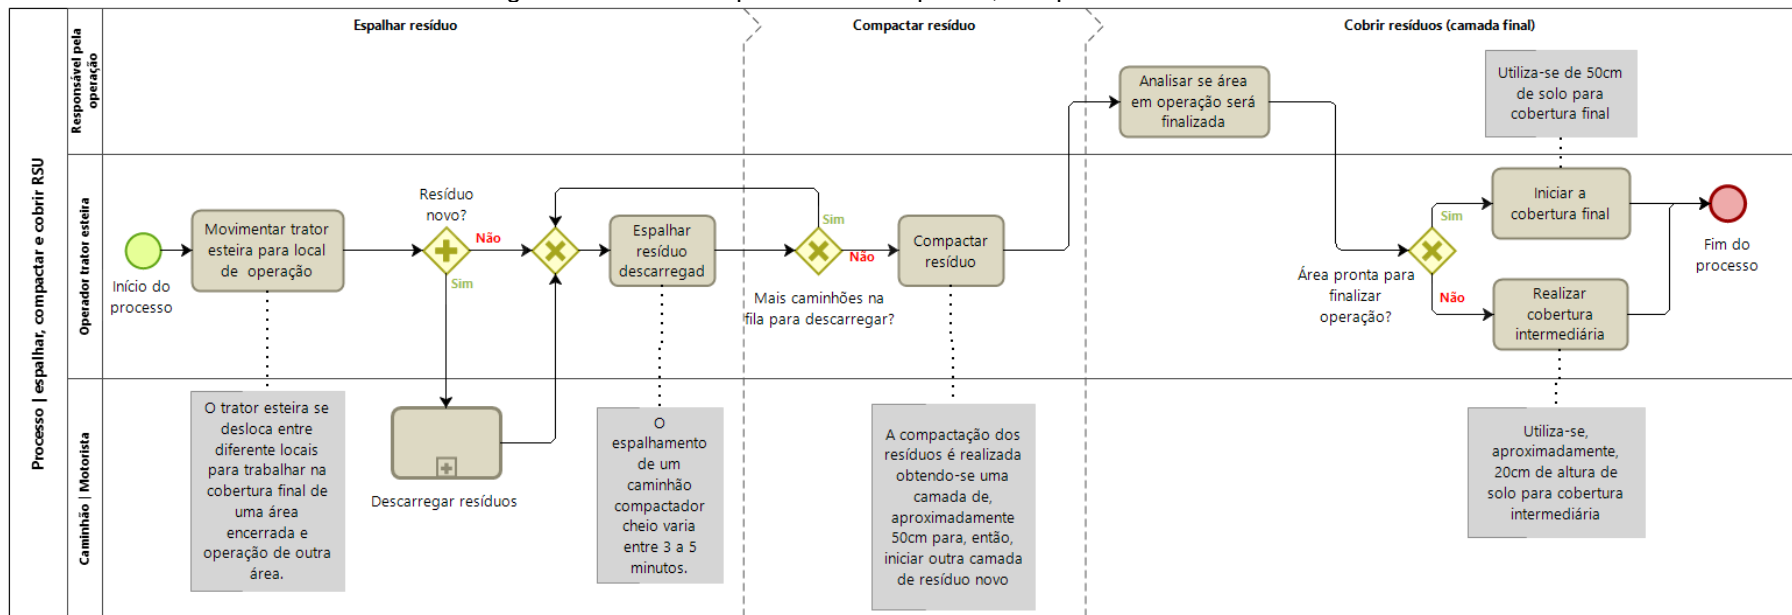 Espalhar resíduo
Compactar resíduo
Cobrir resíduos (camada final)
Processo | espalhar, compactar e cobrir RSU
Responsável pela
operação
Analisar se área
em operação será
finalizada
Utiliza-se de 50cm
de solo para
cobertura final
Operador trator esteira
Início do
processo
Movimentar trator
esteira para local
de operação
Resíduo
novo?
Não
Sim
Espalhar
resíduo
descarregad
Sim
Não
Mais caminhões na
fila para descarregar?
Compactar
resíduo
Área pronta para
finalizar
operação?
Sim
Não
Iniciar a
cobertura final
Realizar
cobertura
intermediária
Fim do
processo
Caminhão | Motorista
O trator esteira se
desloca entre
diferente locais
para trabalhar na
cobertura final de
uma área
encerrada e
operação de outra
área.
Descarregar resíduos
O
espalhamento
de um
caminhão
compactador
cheio varia
entre 3 a 5
minutos.
A compactação dos
resíduos é realizada
obtendo-se uma
camada de,
aproximadamente
50cm para, então,
iniciar outra camada
de resíduo novo
Utiliza-se,
aproximadamente,
20cm de altura de
solo para cobertura
intermediária